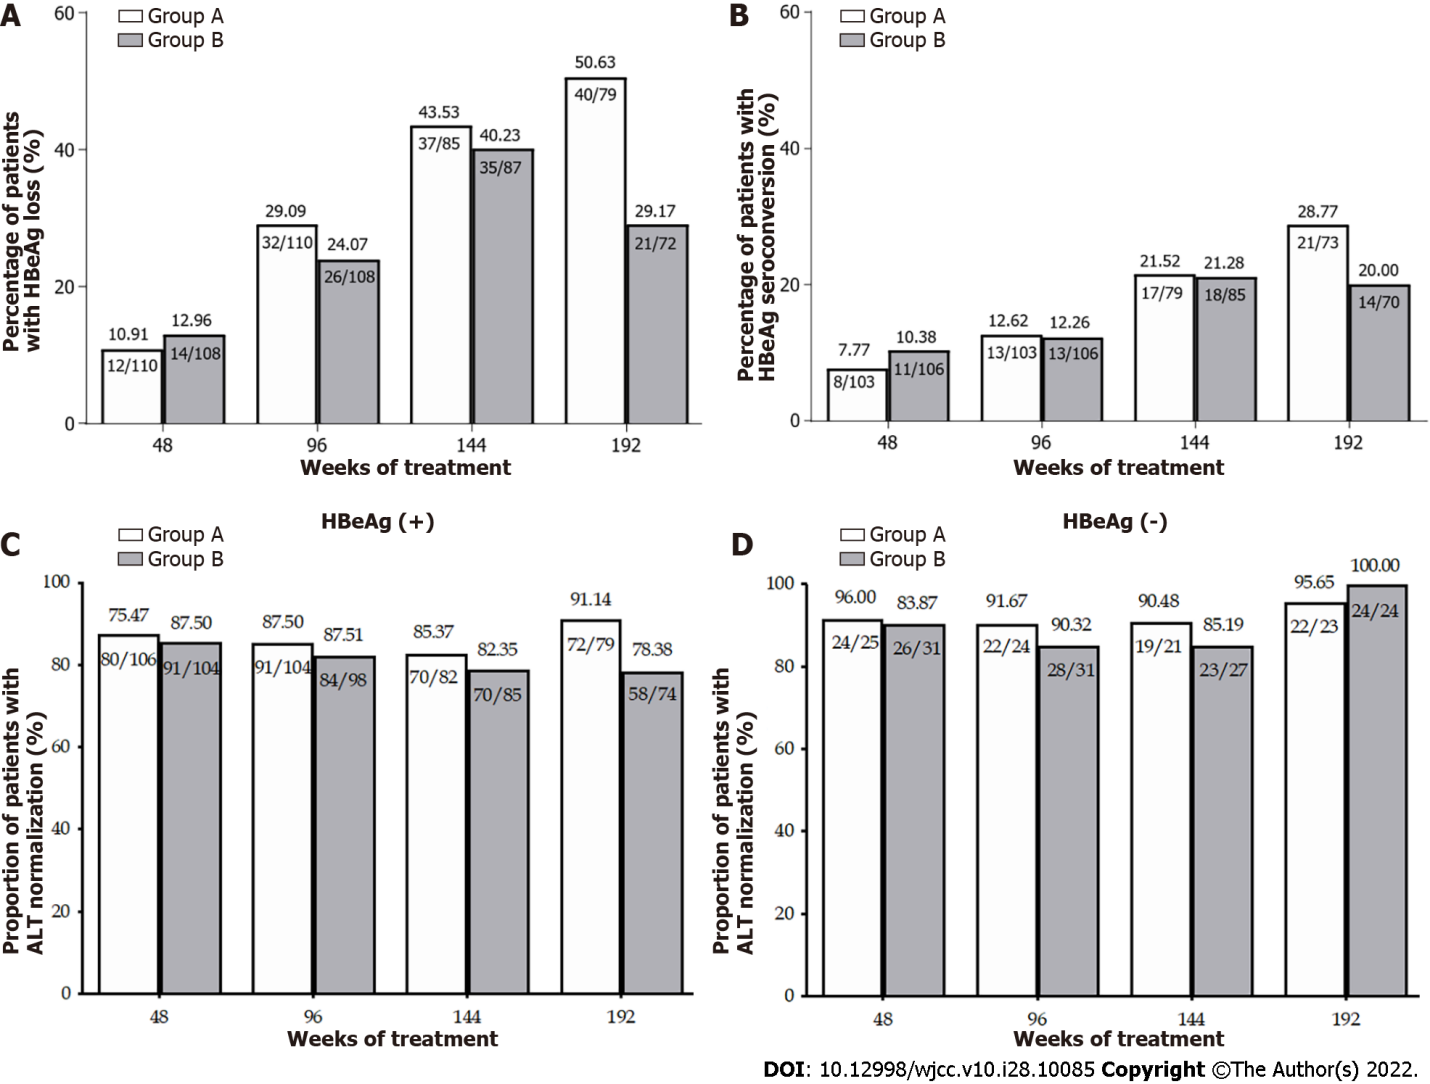 A
Group A
Group B
Percentage of patients
with HBeAg loss (%)
60
40
20
0
10.91
12/110
12.96
14/108
29.09
32/110
24.07
26/108
43.53
37/85
40.23
35/87
50.63
40/79
29.17
21/72
48 96 144 192
Weeks of treatment
B
Group A
Group B
Percentage of patients with
HBeAg seroconversion (%)
60
40
20
0
7.77
8/103
10.38
11/106
12.62
13/103
12.26
13/106
21.52
17/79
21.28
18/85
28.77
21/73
20.00
14/70
48 96 144 192
Weeks of treatment
C
HBeAg (+)
Group A
Group B
Proportion of patients with
ALT normalization (%)
100
80
60
40
20
0
75.47
80/106
87.50
91/104
87.50
91/104
87.51
84/98
85.37
70/82
82.35
70/85
91.14
72/79
78.38
58/74
48 96 144 192
Weeks of treatment
D
HBeAg (-)
Group A
Group B
Proportion of patients with
ALT normalization (%)
100
80
60
40
20
0
96.00
24/25
83.87
26/31
91.67
22/24
90.32
28/31
90.48
19/21
85.19
23/27
95.65
22/23
100.00
24/24
48 96 144 192
Weeks of treatment
DOI: 10.12998/wjcc.v10.i28.10085 Copyright ©The Author(s) 2022.